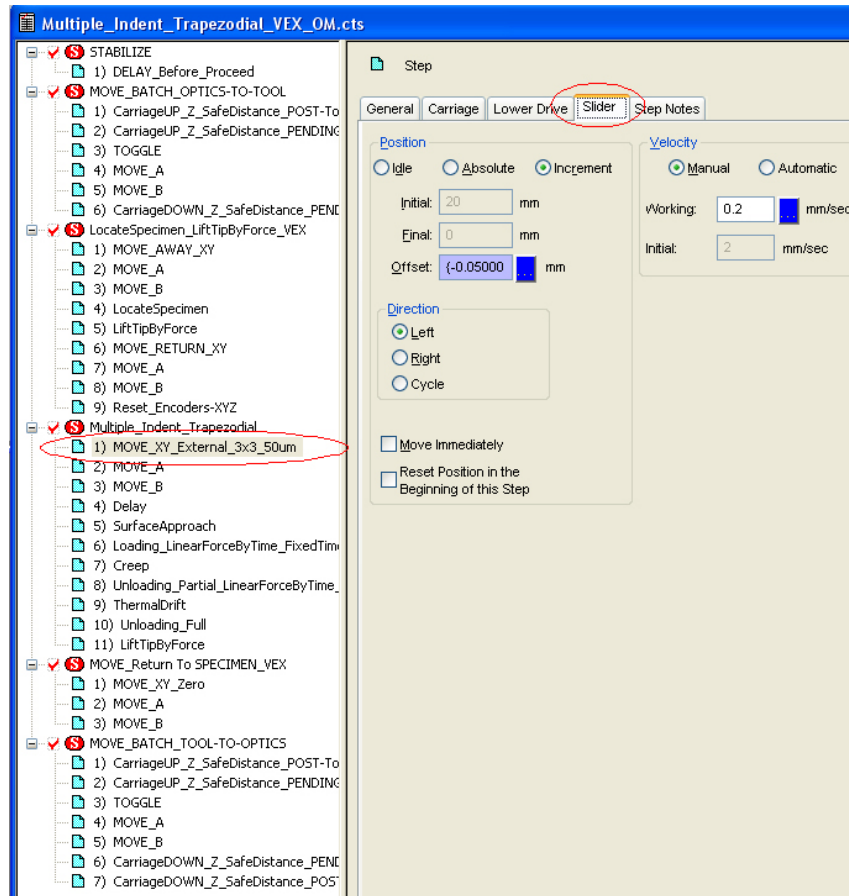 Multiple_Indent_Trapezodial_VEX_OM.cts
STABILIZE
1) DELAY_Before_Proceed
MOVE_BATCH_OPTICS-TO-TOOL
1) CarriageUP_Z_SafeDistance_POST-To
2) CarriageUP_Z_SafeDistance_PENDING
3) TOGGLE
4) MOVE_A
5) MOVE_B
6) CarriageDOWN_Z_SafeDistance_PEND
LocateSpecimen_LiftTipByForce_VEX
1) MOVE_AWAY_XY
2) MOVE_A
3) MOVE_B
4) LocateSpecimen
5) LiftTipByForce
6) MOVE_RETURN_XY
7) MOVE_A
8) MOVE_B
9) Reset_Encoders-XYZ
Multiple_Indent_Trapezodial
1) MOVE_XY_External_3x3_50um
2) MOVE_A
3) MOVE_B
4) Delay
5) SurfaceApproach
6) Loading_LinearForceByTime_FixedTim
7) Creep
8) Unloading_Partial_LinearForceByTime_
9) ThermalDrift
10) Unloading_Full
11) LiftTipByForce
MOVE_Return To SPECIMEN_VEX
1) MOVE_XY_Zero
2) MOVE_A
3) MOVE_B
MOVE_BATCH_TOOL-TO-OPTICS
1) CarriageUP_Z_SafeDistance_POST-To
2) CarriageUP_Z_SafeDistance_PENDING
3) TOGGLE
4) MOVE_A
5) MOVE_B
6) CarriageDOWN_Z_SafeDistance_PEND
7) CarriageDOWN_Z_SafeDistance_POS
Step
General Carriage Lower Drive Slider Step Notes
Position
Idle Absolute Increment
Initial: 20 mm
Final: 0 mm
Offset: {-0.05000 ... mm
Direction
Left
Right
Cycle
Move Immediately
Reset Position in the
Beginning of this Step
Velocity
Manual Automatic
Working: 0.2 ... mm/sec
Initial: 2 mm/sec